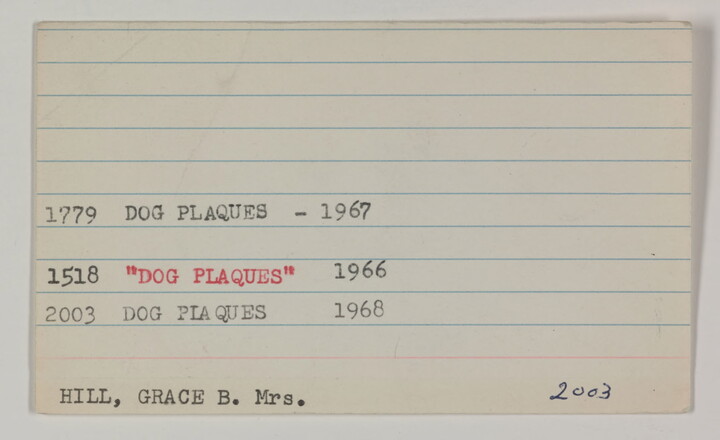 1779 DOG PLAQUES - 1967
1518 "DOG PLAQUES" 1966
2003 DOG PLAQUES 1968
HILL, GRACE B. Mrs. 2003